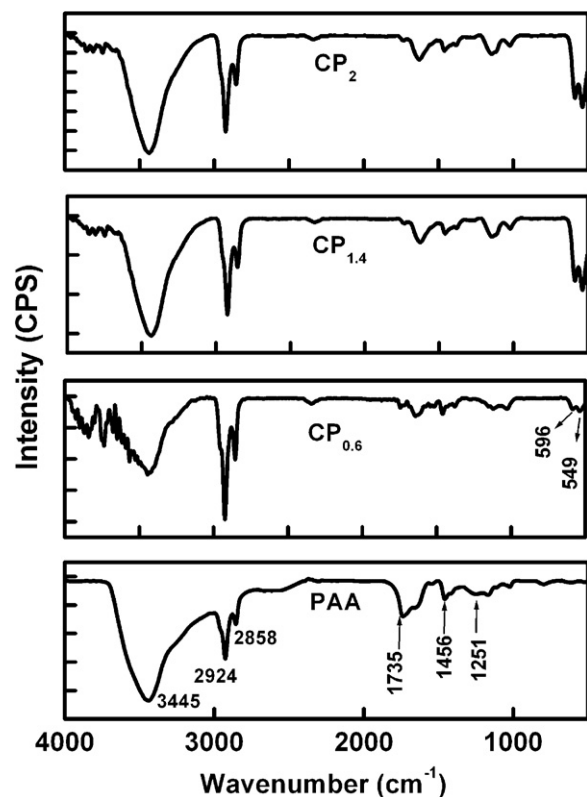 Intensity (CPS)
CP2
CP1.4
CP0.6
596
549
PAA
3445
2924
2858
1735
1456
1251
4000 3000 2000 1000
Wavenumber (cm-1)